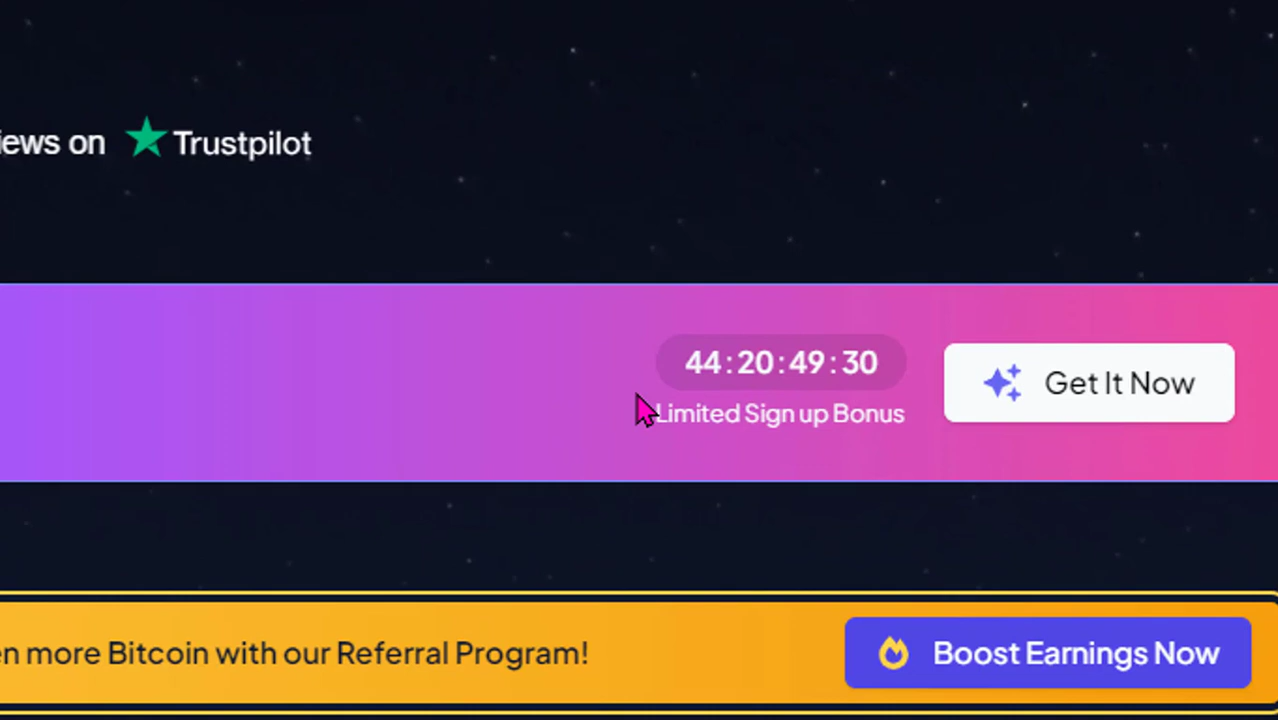 iews on Trustpilot
44:20:49:30
Limited Sign up Bonus
Get It Now
en more Bitcoin with our Referral Program!
Boost Earnings Now